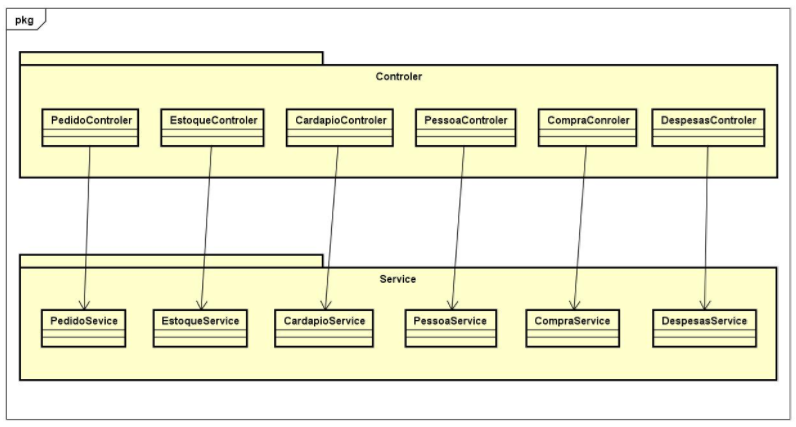 pkg
Controler
PedidoControler EstoqueControler CardapioControler PessoaControler CompraConroler DespesasControler
Service
PedidoSevice EstoqueService CardapioService PessoaService CompraService DespesasService